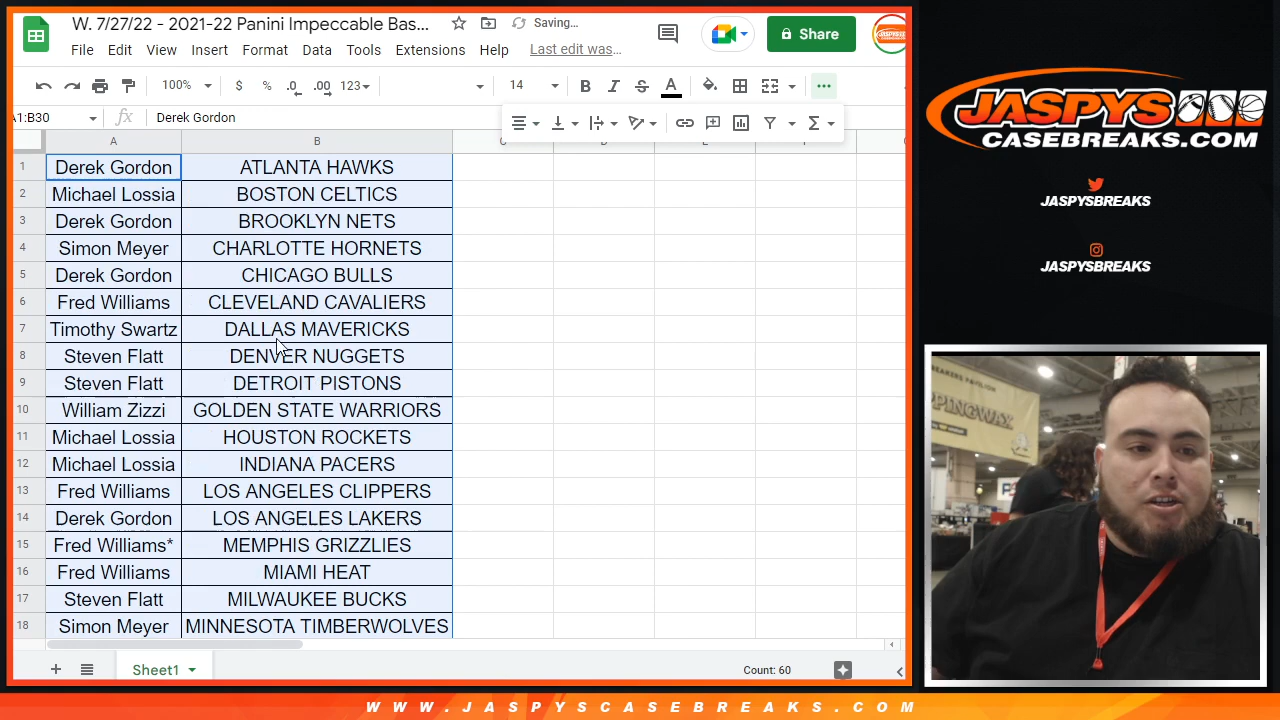 W. 7/27/22 - 2021-22 Panini Impeccable Bas...
Saving...
Share
File Edit View Insert Format Data Tools Extensions Help Last edit was...
100% $ % .0 .00 123 14 B I S A
A1:B30 fx Derek Gordon
A B C D E F
1 Derek Gordon ATLANTA HAWKS
2 Michael Lossia BOSTON CELTICS
3 Derek Gordon BROOKLYN NETS
4 Simon Meyer CHARLOTTE HORNETS
5 Derek Gordon CHICAGO BULLS
6 Fred Williams CLEVELAND CAVALIERS
7 Timothy Swartz DALLAS MAVERICKS
8 Steven Flatt DENVER NUGGETS
9 Steven Flatt DETROIT PISTONS
10 William Zizzi GOLDEN STATE WARRIORS
11 Michael Lossia HOUSTON ROCKETS
12 Michael Lossia INDIANA PACERS
13 Fred Williams LOS ANGELES CLIPPERS
14 Derek Gordon LOS ANGELES LAKERS
15 Fred Williams* MEMPHIS GRIZZLIES
16 Fred Williams MIAMI HEAT
17 Steven Flatt MILWAUKEE BUCKS
18 Simon Meyer MINNESOTA TIMBERWOLVES
Sheet1
Count: 60
JASPYS
CASEBREAKS.COM
JASPYSBREAKS
JASPYSBREAKS
BREAKERS PAVILION
PPINGWAX
WWW.JASPYSCASEBREAKS.COM